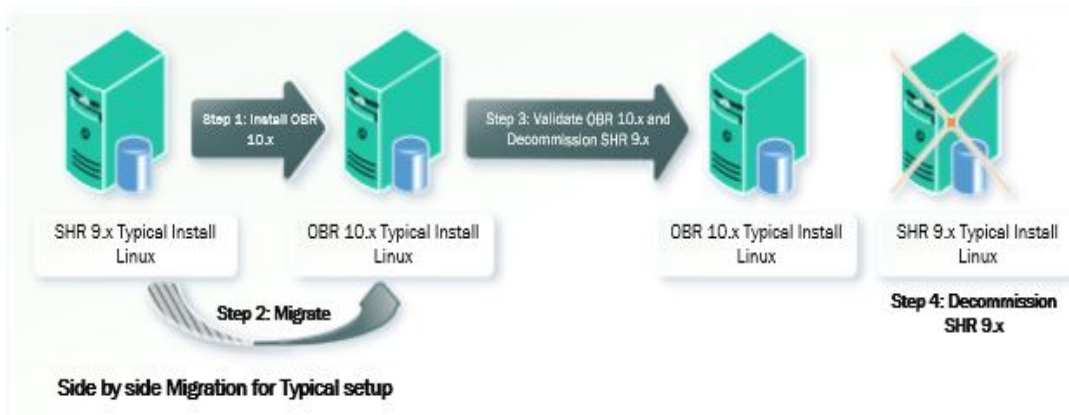 Step 1: Install OBR
10.x
Step 3: Validate OBR 10.x and
Decommission SHR 9.x
SHR 9.x Typical Install
Linux
OBR 10.x Typical Install
Linux
OBR 10.x Typical Install
Linux
SHR 9.x Typical Install
Linux
Step 2: Migrate
Step 4: Decommission
SHR 9.x
Side by side Migration for Typical setup